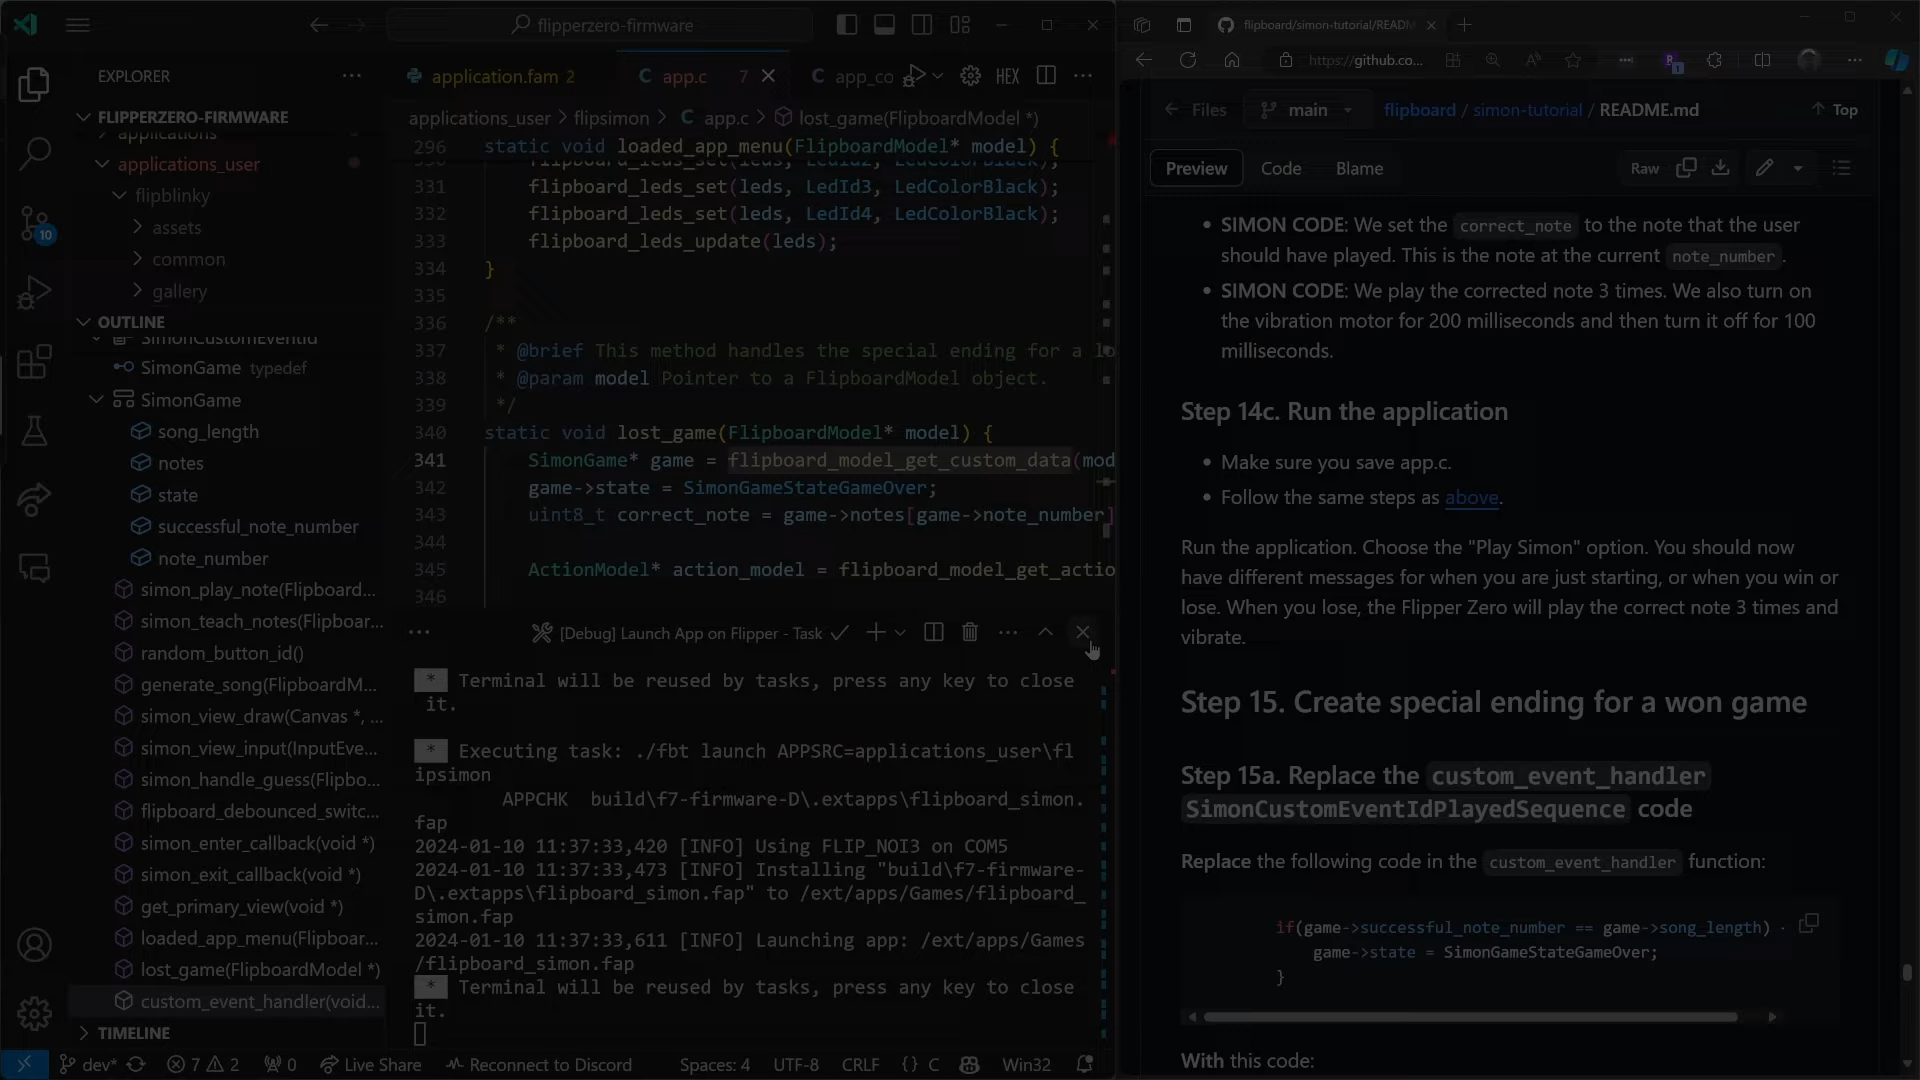 flipperzero-firmware
EXPLORER
FLIPPERZERO-FIRMWARE
applications
applications_user
flipblinky
assets
common
gallery
OUTLINE
SimonCustomEventId
SimonGame typedef
SimonGame
song_length
notes
state
successful_note_number
note_number
simon_play_note(Flipboard...
simon_teach_notes(Flipboar...
random_button_id()
generate_song(FlipboardM...
simon_view_draw(Canvas *, ...
simon_view_input(InputEve...
simon_handle_guess(Flipbo...
flipboard_debounced_switc...
simon_enter_callback(void *)
simon_exit_callback(void *)
get_primary_view(void *)
loaded_app_menu(Flipboar...
lost_game(FlipboardModel *)
custom_event_handler(void...
TIMELINE
10
application.fam 2
C app.c 7
C app_co
HEX
applications_user > flipsimon > C app.c > lost_game(FlipboardModel *)
296 static void loaded_app_menu(FlipboardModel* model) {
330 flipboard_leds_set(leds, LedId2, LedColorBlack);
331 flipboard_leds_set(leds, LedId3, LedColorBlack);
332 flipboard_leds_set(leds, LedId4, LedColorBlack);
333 flipboard_leds_update(leds);
334 }
335
336 /**
337 * @brief This method handles the special ending for a lo
338 * @param model Pointer to a FlipboardModel object.
339 */
340 static void lost_game(FlipboardModel* model) {
341 SimonGame* game = flipboard_model_get_custom_data(mod
342 game->state = SimonGameStateGameOver;
343 uint8_t correct_note = game->notes[game->note_number]
344
345 ActionModel* action_model = flipboard_model_get_actio
346
[Debug] Launch App on Flipper - Task
* Terminal will be reused by tasks, press any key to close
it.
* Executing task: ./fbt launch APPSRC=applications_user\fl
ipsimon
APPCHK build\f7-firmware-D\.extapps\flipboard_simon.
fap
2024-01-10 11:37:33,420 [INFO] Using FLIP_NOI3 on COM5
2024-01-10 11:37:33,473 [INFO] Installing "build\f7-firmware-
D\.extapps\flipboard_simon.fap" to /ext/apps/Games/flipboard_
simon.fap
2024-01-10 11:37:33,611 [INFO] Launching app: /ext/apps/Games
/flipboard_simon.fap
* Terminal will be reused by tasks, press any key to close
it.
dev* 7 2 0 Live Share Reconnect to Discord Spaces: 4 UTF-8 CRLF {} C Win32
flipboard/simon-tutorial/READM
https://github.co...
Files main flipboard / simon-tutorial / README.md Top
Preview Code Blame Raw
• SIMON CODE: We set the correct_note to the note that the user
should have played. This is the note at the current note_number.
• SIMON CODE: We play the corrected note 3 times. We also turn on
the vibration motor for 200 milliseconds and then turn it off for 100
milliseconds.
Step 14c. Run the application
• Make sure you save app.c.
• Follow the same steps as above.
Run the application. Choose the "Play Simon" option. You should now
have different messages for when you are just starting, or when you win or
lose. When you lose, the Flipper Zero will play the correct note 3 times and
vibrate.
Step 15. Create special ending for a won game
Step 15a. Replace the custom_event_handler
SimonCustomEventIdPlayedSequence code
Replace the following code in the custom_event_handler function:
if(game->successful_note_number == game->song_length)
game->state = SimonGameStateGameOver;
}
With this code: